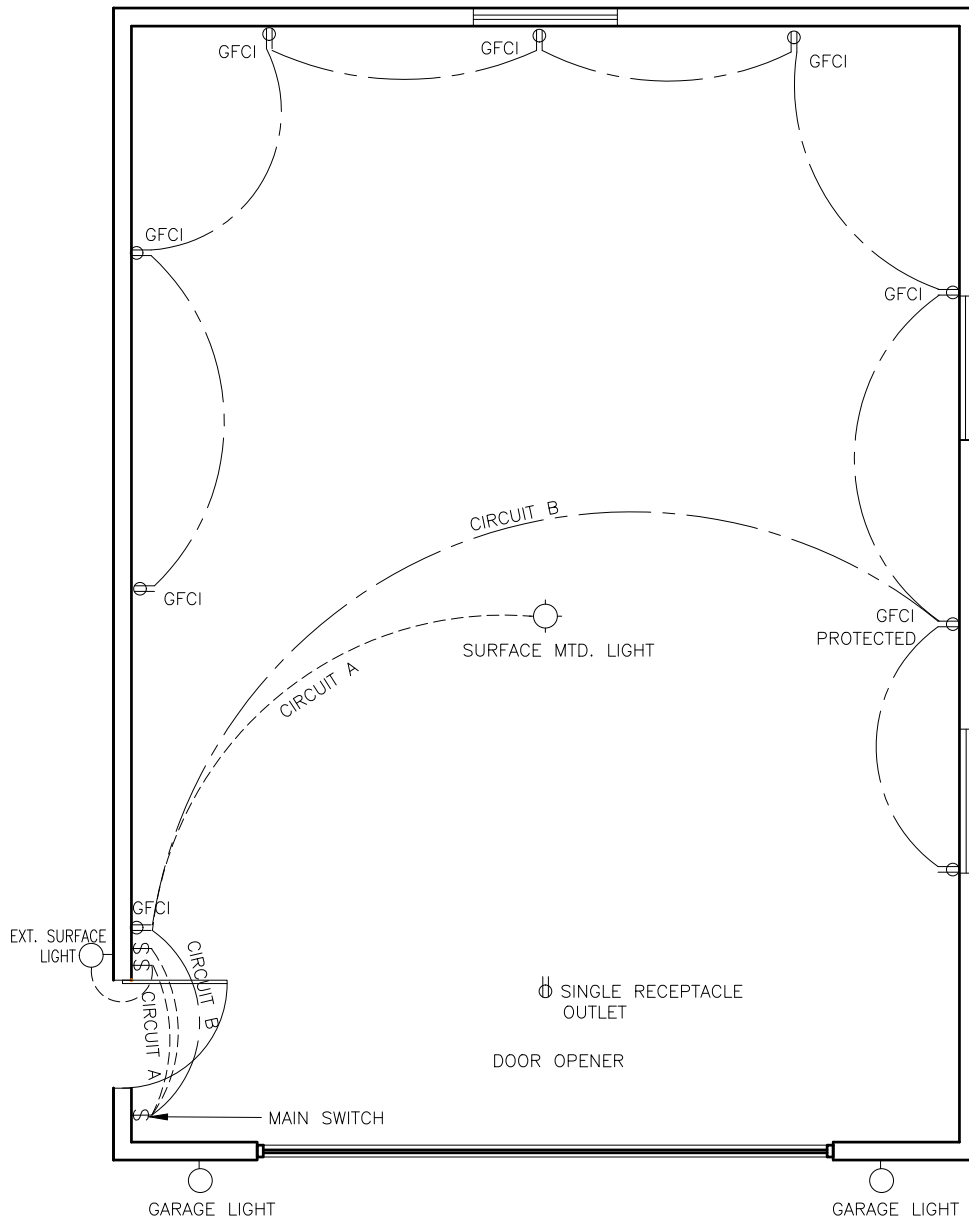 GFCI
GFCI
GFCI
GFCI
GFCI
CIRCUIT B
GFCI
GFCI
PROTECTED
SURFACE MTD. LIGHT
CIRCUIT A
GFCI
EXT. SURFACE
LIGHT
S
S
CIRCUIT B
CIRCUIT A
SINGLE RECEPTACLE
OUTLET
DOOR OPENER
S
MAIN SWITCH
GARAGE LIGHT
GARAGE LIGHT